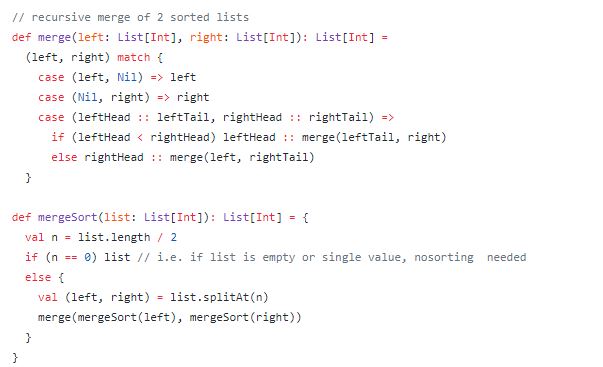 // recursive merge of 2 sorted lists
def merge(left: List[Int], right: List[Int]): List[Int] =
  (left, right) match {
    case (left, Nil) => left
    case (Nil, right) => right
    case (leftHead :: leftTail, rightHead :: rightTail) =>
      if (leftHead < rightHead) leftHead :: merge(leftTail, right)
      else rightHead :: merge(left, rightTail)
  }

def mergeSort(list: List[Int]): List[Int] = {
  val n = list.length / 2
  if (n == 0) list // i.e. if list is empty or single value, nosorting  needed
  else {
    val (left, right) = list.splitAt(n)
    merge(mergeSort(left), mergeSort(right))
  }
}